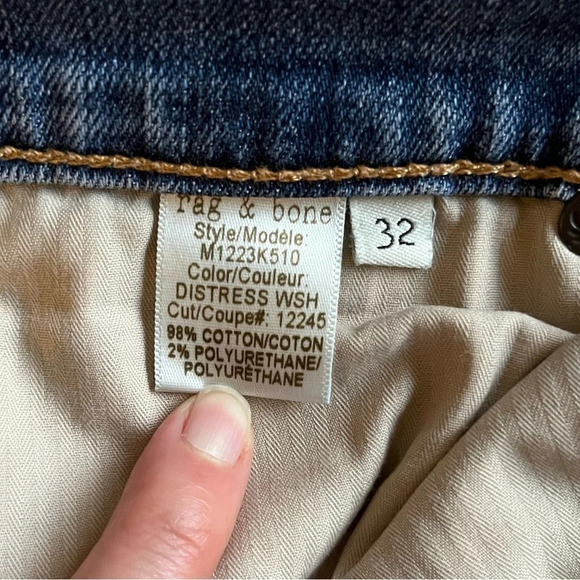 rag & bone
Style/Modèle:
M1223K510
Color/Couleur:
DISTRESS WSH
Cut/Coupe#: 12245
98% COTTON/COTON
2% POLYURETHANE/
POLYURÉTHANE
32